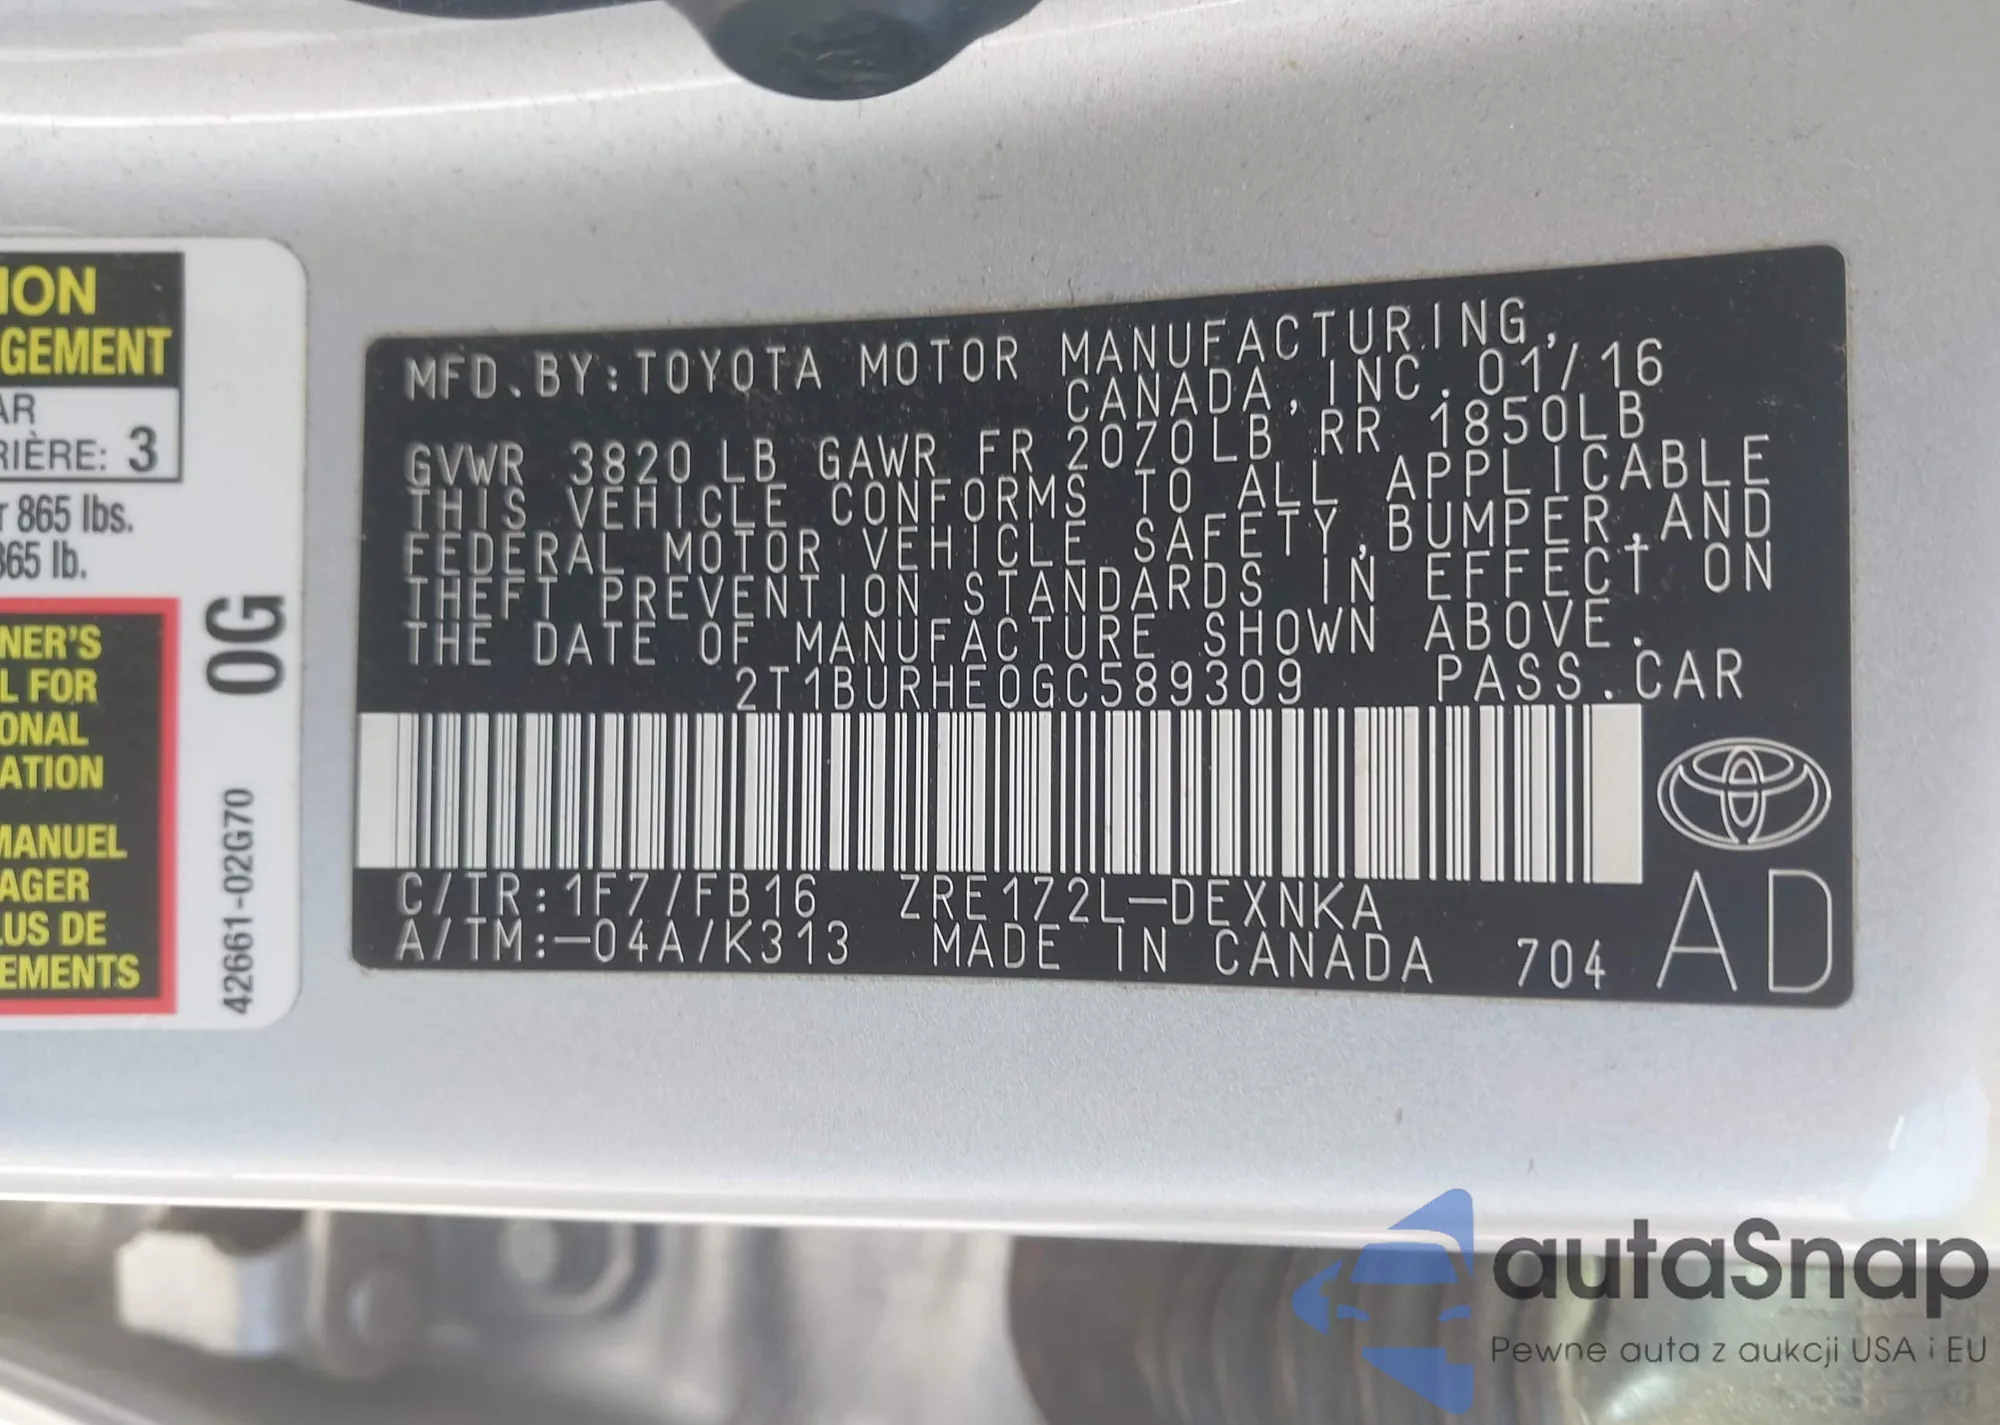 ION
GEMENT
AR
RIÈRE: 3
r 865 lbs.
865 lb.
NER'S
L FOR
ONAL
ATION
MANUEL
AGER
LUS DE
EMENTS
0G
42661-02G70
MFD.BY:TOYOTA MOTOR MANUFACTURING,
CANADA,INC.01/16
GVWR 3820 LB GAWR FR 2070LB RR 1850LB
THIS VEHICLE CONFORMS TO ALL APPLICABLE
FEDERAL MOTOR VEHICLE SAFETY,BUMPER,AND
THEFT PREVENTION STANDARDS IN EFFECT ON
THE DATE OF MANUFACTURE SHOWN ABOVE.
2T1BURHE0GC589309 PASS.CAR
C/TR:1F7/FB16 ZRE172L-DEXNKA
A/TM:-04A/K313 MADE IN CANADA 704
AD
autaSnap
Pewne auta z aukcji USA i EU